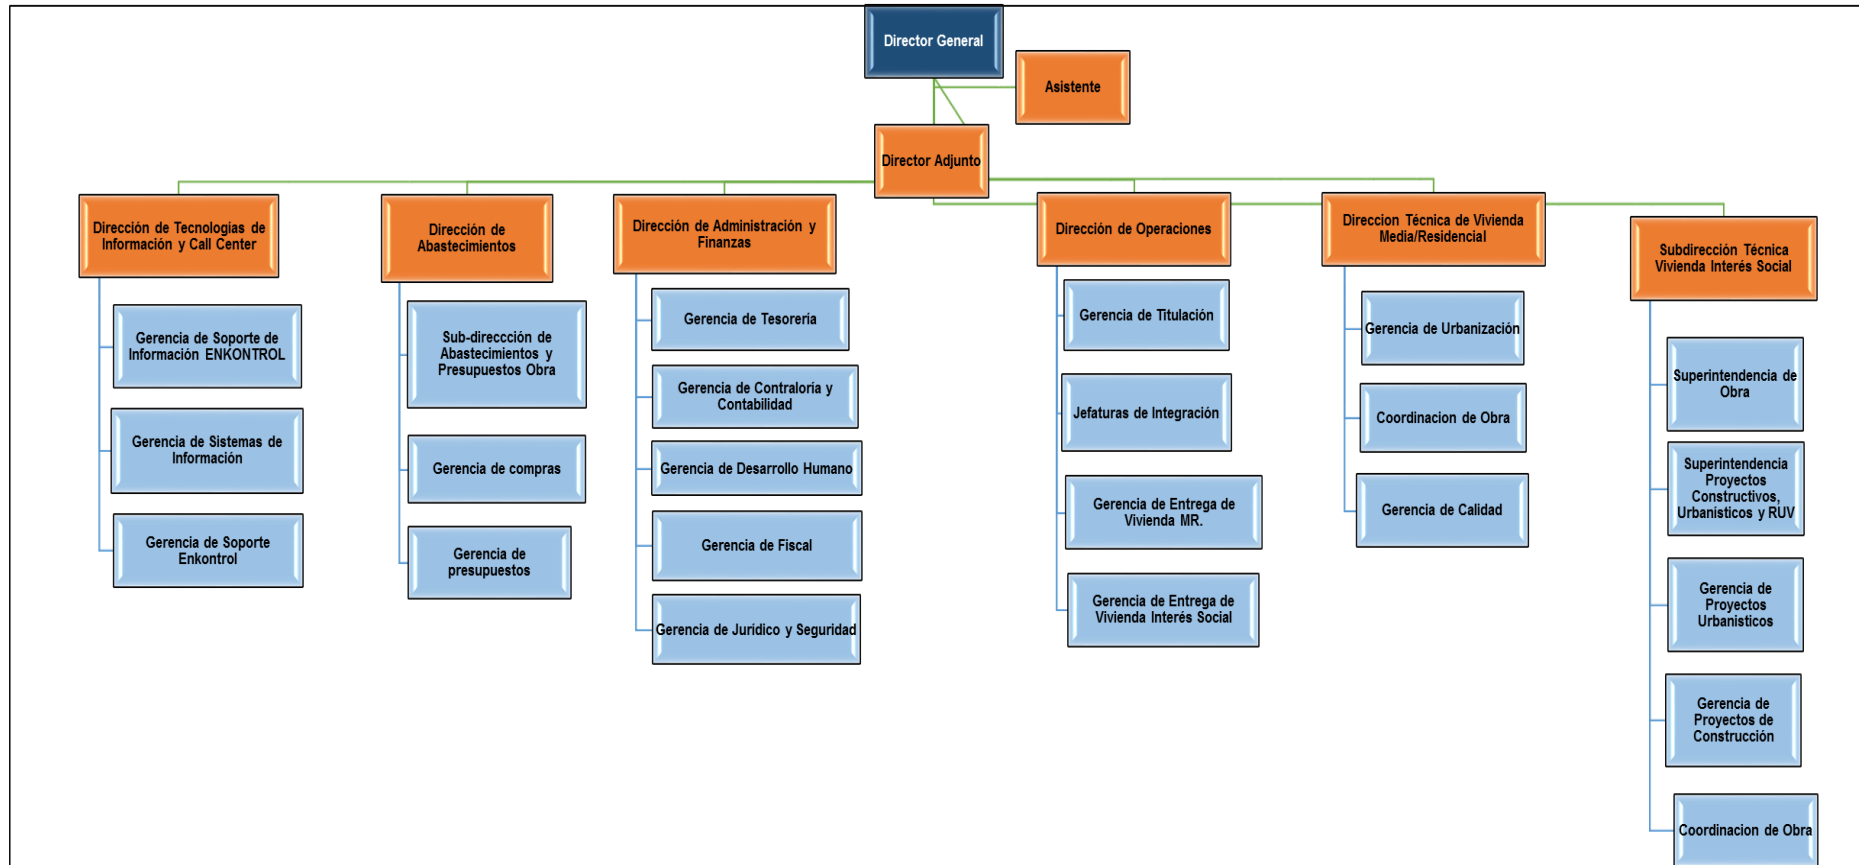 Director General
Asistente
Director Adjunto
Dirección de Tecnologías de
Información y Call Center
Gerencia de Soporte de
Información ENKONTROL
Gerencia de Sistemas de
Información
Gerencia de Soporte
Enkontrol
Dirección de
Abastecimientos
Sub-direccción de
Abastecimientos y
Presupuestos Obra
Gerencia de compras
Gerencia de
presupuestos
Dirección de Administración y
Finanzas
Gerencia de Tesorería
Gerencia de Contraloría y
Contabilidad
Gerencia de Desarrollo Humano
Gerencia de Fiscal
Gerencia de Jurídico y Seguridad
Dirección de Operaciones
Gerencia de Titulación
Jefaturas de Integración
Gerencia de Entrega de
Vivienda MR.
Gerencia de Entrega de
Vivienda Interés Social
Direccion Técnica de Vivienda
Media/Residencial
Gerencia de Urbanización
Coordinacion de Obra
Gerencia de Calidad
Subdirección Técnica
Vivienda Interés Social
Superintendencia de
Obra
Superintendencia
Proyectos
Constructivos,
Urbanisticos y RUV
Gerencia de
Proyectos
Urbanisticos
Gerencia de
Proyectos de
Construcción
Coordinacion de Obra